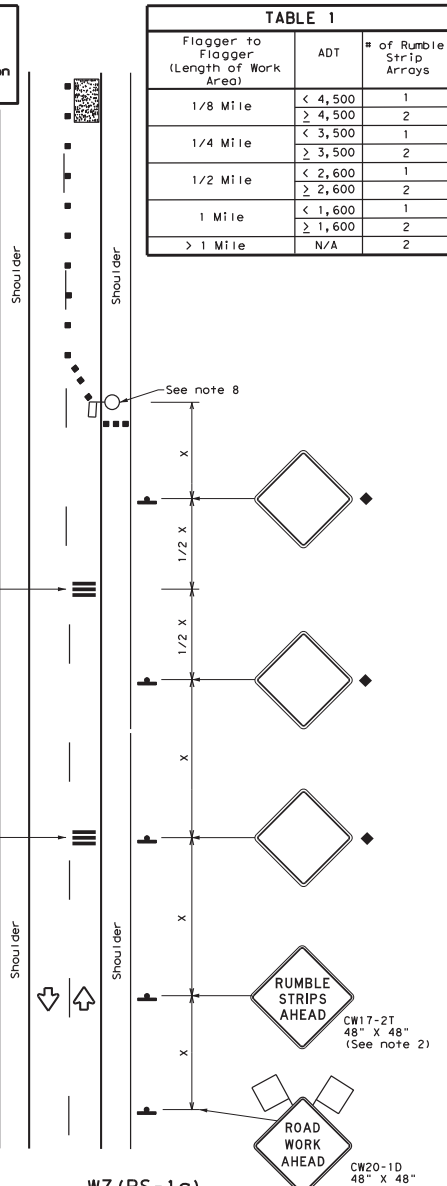 on
TABLE 1
Flagger to Flagger (Length of Work Area) ADT # of Rumble Strip Arrays
1/8 Mile < 4,500 1
≥ 4,500 2
1/4 Mile < 3,500 1
≥ 3,500 2
1/2 Mile < 2,600 1
≥ 2,600 2
1 Mile < 1,600 1
≥ 1,600 2
> 1 Mile N/A 2
Shoulder
Shoulder
See note 8
X
1/2 X
1/2 X
X
X
X
Shoulder
Shoulder
RUMBLE
STRIPS
AHEAD
CW17-2T
48" X 48"
(See note 2)
ROAD
WORK
AHEAD
CW20-1D
48" X 48"